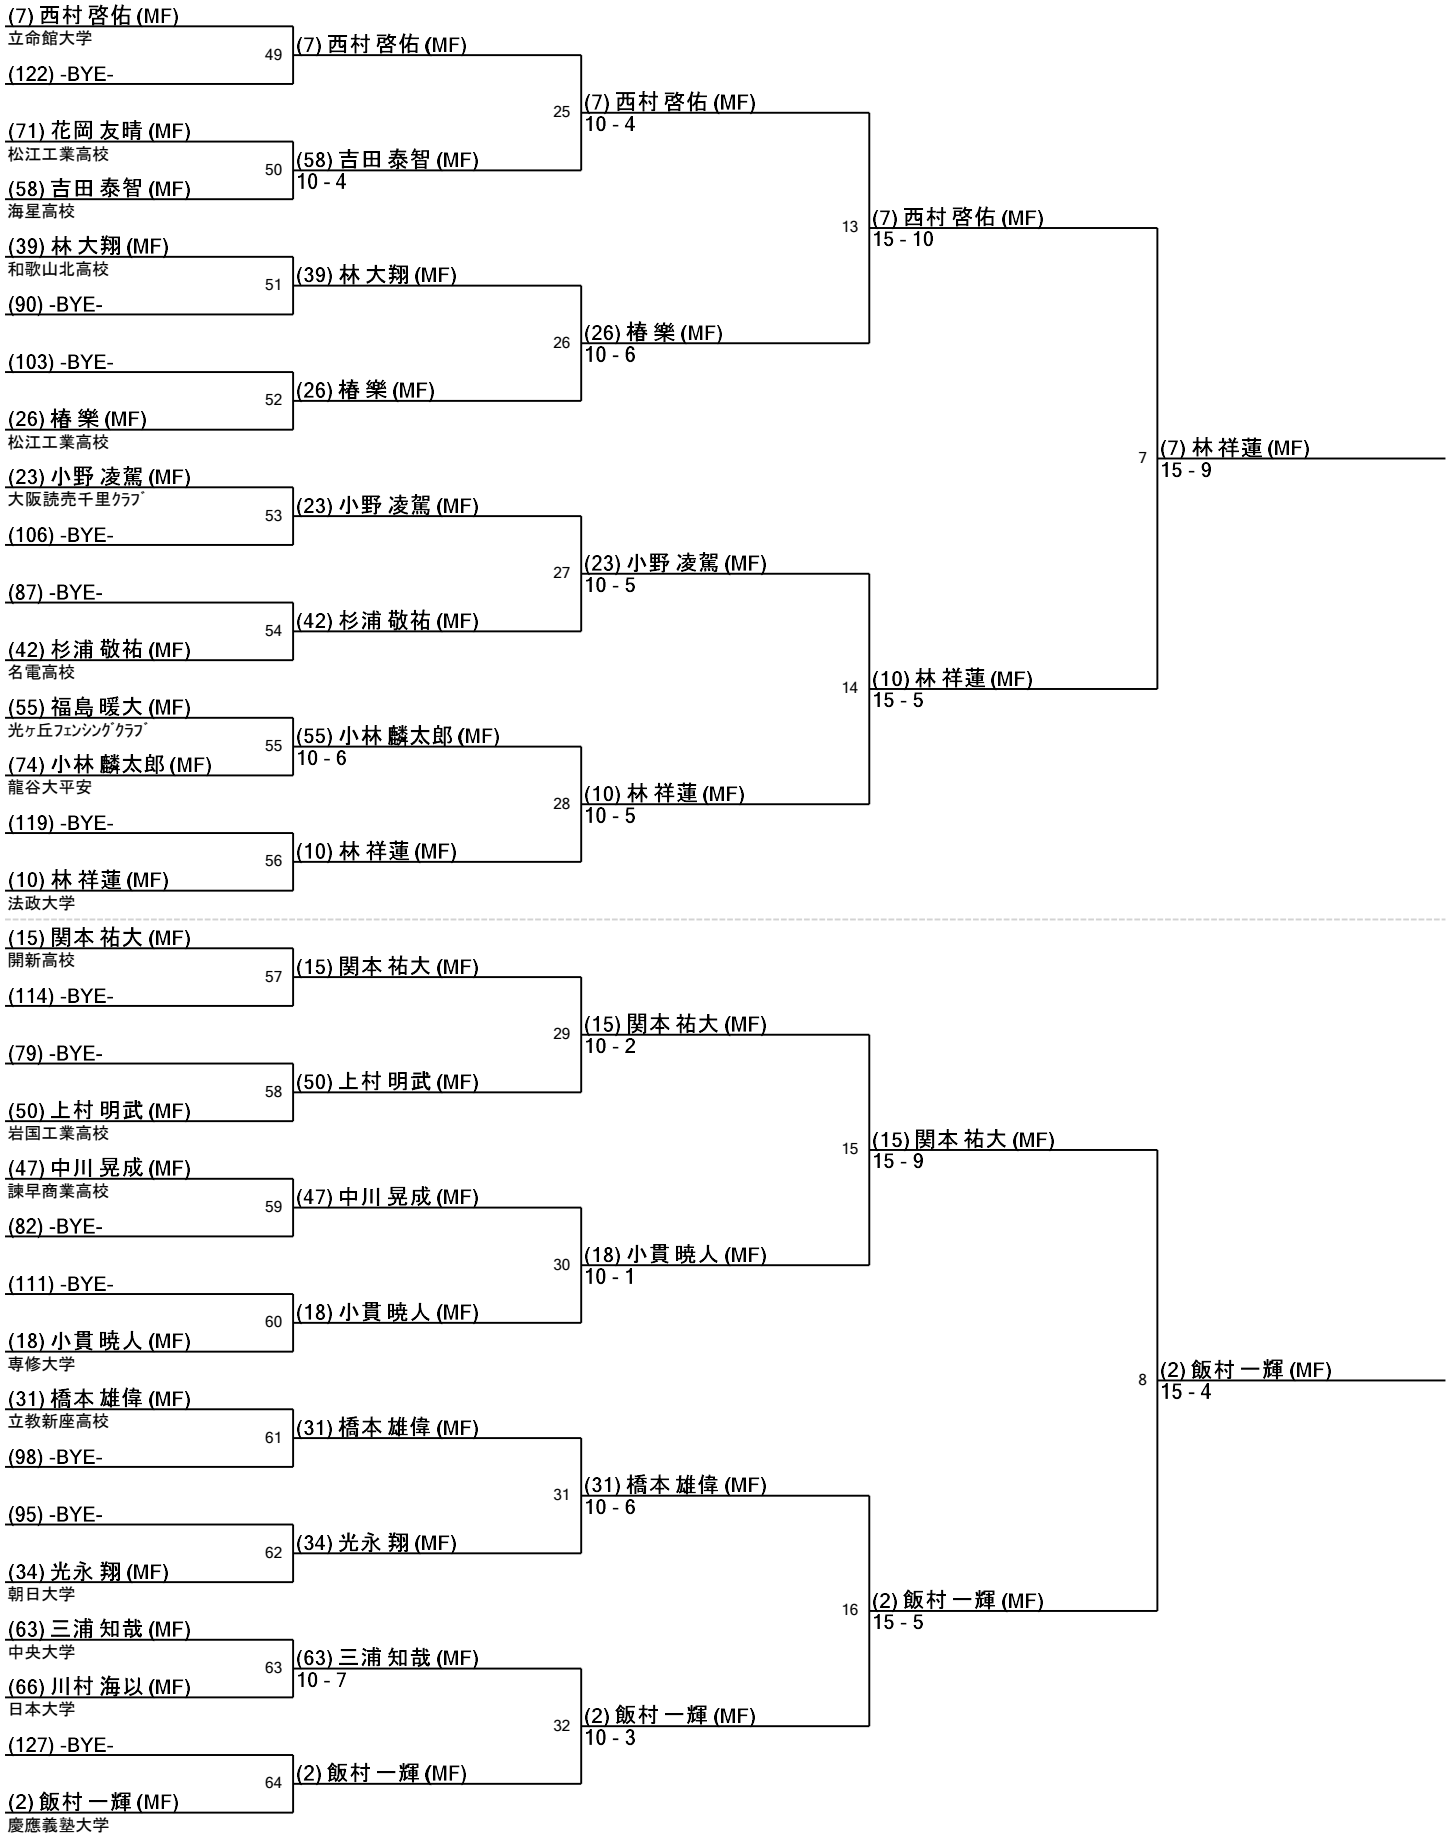 (7) 西村 啓佑 (MF)
立命館大学
(122) -BYE-
(71) 花岡 友晴 (MF)
松江工業高校
(58) 吉田 泰智 (MF)
海星高校
(39) 林 大翔 (MF)
和歌山北高校
(90) -BYE-
(103) -BYE-
(26) 椿 樂 (MF)
松江工業高校
(23) 小野 凌駕 (MF)
大阪読売千里ｸﾗﾌﾞ
(106) -BYE-
(87) -BYE-
(42) 杉浦 敬祐 (MF)
名電高校
(55) 福島 暖大 (MF)
光ヶ丘ﾌｪﾝｼﾝｸﾞｸﾗﾌﾞ
(74) 小林 麟太郎 (MF)
龍谷大平安
(119) -BYE-
(10) 林 祥蓮 (MF)
法政大学
(15) 関本 祐大 (MF)
開新高校
(114) -BYE-
(79) -BYE-
(50) 上村 明武 (MF)
岩国工業高校
(47) 中川 晃成 (MF)
諫早商業高校
(82) -BYE-
(111) -BYE-
(18) 小貫 暁人 (MF)
専修大学
(31) 橋本 雄偉 (MF)
立教新座高校
(98) -BYE-
(95) -BYE-
(34) 光永 翔 (MF)
朝日大学
(63) 三浦 知哉 (MF)
中央大学
(66) 川村 海以 (MF)
日本大学
(127) -BYE-
(2) 飯村 一輝 (MF)
慶應義塾大学
49
(7) 西村 啓佑 (MF)
50
(58) 吉田 泰智 (MF)
10 - 4
51
(39) 林 大翔 (MF)
52
(26) 椿 樂 (MF)
53
(23) 小野 凌駕 (MF)
54
(42) 杉浦 敬祐 (MF)
55
(55) 小林 麟太郎 (MF)
10 - 6
56
(10) 林 祥蓮 (MF)
57
(15) 関本 祐大 (MF)
58
(50) 上村 明武 (MF)
59
(47) 中川 晃成 (MF)
60
(18) 小貫 暁人 (MF)
61
(31) 橋本 雄偉 (MF)
62
(34) 光永 翔 (MF)
63
(63) 三浦 知哉 (MF)
10 - 7
64
(2) 飯村 一輝 (MF)
25
(7) 西村 啓佑 (MF)
10 - 4
26
(26) 椿 樂 (MF)
10 - 6
27
(23) 小野 凌駕 (MF)
10 - 5
28
(10) 林 祥蓮 (MF)
10 - 5
29
(15) 関本 祐大 (MF)
10 - 2
30
(18) 小貫 暁人 (MF)
10 - 1
31
(31) 橋本 雄偉 (MF)
10 - 6
32
(2) 飯村 一輝 (MF)
10 - 3
13
(7) 西村 啓佑 (MF)
15 - 10
14
(10) 林 祥蓮 (MF)
15 - 5
15
(15) 関本 祐大 (MF)
15 - 9
16
(2) 飯村 一輝 (MF)
15 - 5
7
(7) 林 祥蓮 (MF)
15 - 9
8
(2) 飯村 一輝 (MF)
15 - 4